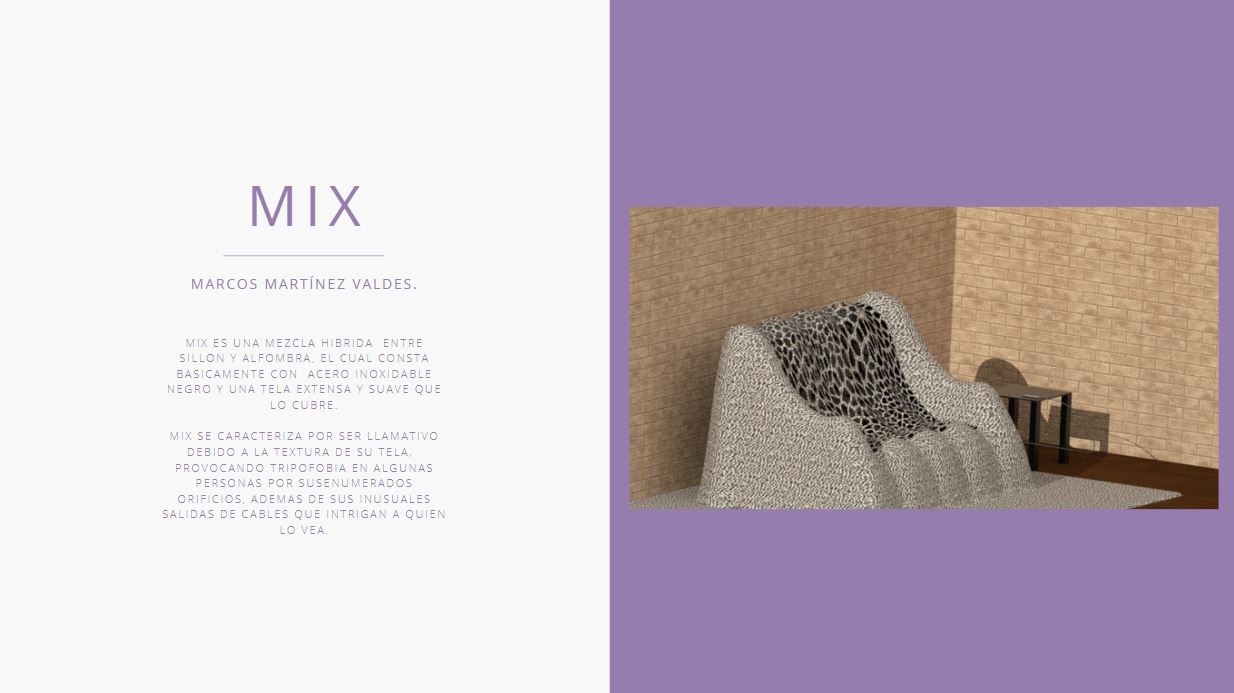 MIX
MARCOS MARTÍNEZ VALDES.
MIX ES UNA MEZCLA HIBRIDA ENTRE
SILLON Y ALFOMBRA, EL CUAL CONSTA
BASICAMENTE CON ACERO INOXIDABLE
NEGRO Y UNA TELA EXTENSA Y SUAVE QUE
LO CUBRE.
MIX SE CARACTERIZA POR SER LLAMATIVO
DEBIDO A LA TEXTURA DE SU TELA,
PROVOCANDO TRIPOFOBIA EN ALGUNAS
PERSONAS POR SUSENUMERADOS
ORIFICIOS, ADEMAS DE SUS INUSUALES
SALIDAS DE CABLES QUE INTRIGAN A QUIEN
LO VEA.